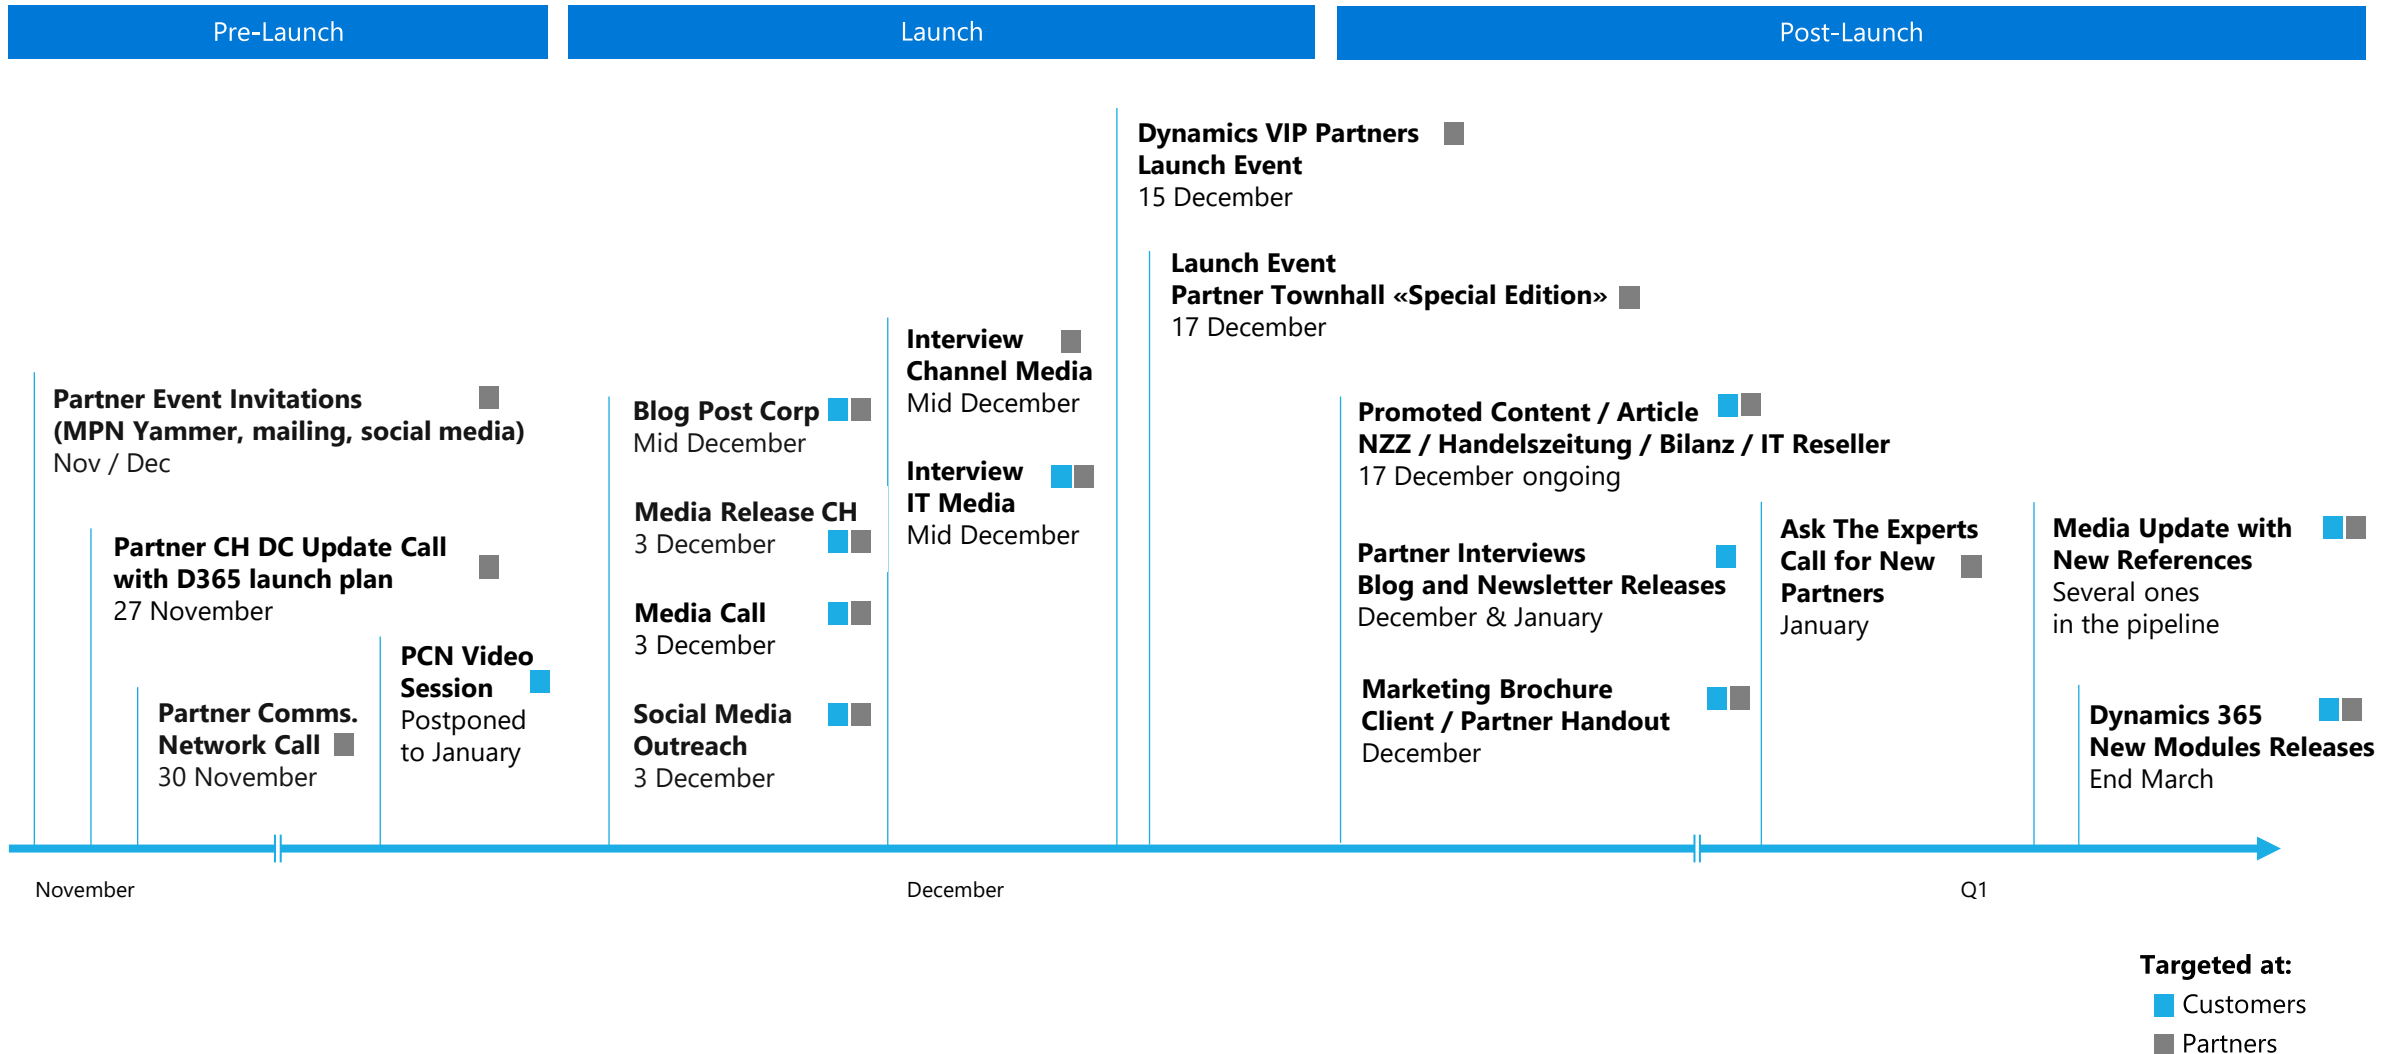 Pre-Launch
Launch
Post-Launch
Partner Event Invitations
(MPN Yammer, mailing, social media)
Nov / Dec
Partner CH DC Update Call
with D365 launch plan
27 November
Partner Comms.
Network Call
30 November
PCN Video
Session
Postponed
to January
Blog Post Corp
Mid December
Media Release CH
3 December
Media Call
3 December
Social Media
Outreach
3 December
Interview
Channel Media
Mid December
Interview
IT Media
Mid December
Dynamics VIP Partners
Launch Event
15 December
Launch Event
Partner Townhall «Special Edition»
17 December
Promoted Content / Article
NZZ / Handelszeitung / Bilanz / IT Reseller
17 December ongoing
Partner Interviews
Blog and Newsletter Releases
December & January
Marketing Brochure
Client / Partner Handout
December
Ask The Experts
Call for New
Partners
January
Media Update with
New References
Several ones
in the pipeline
Dynamics 365
New Modules Releases
End March
November
December
Q1
Targeted at:
Customers
Partners